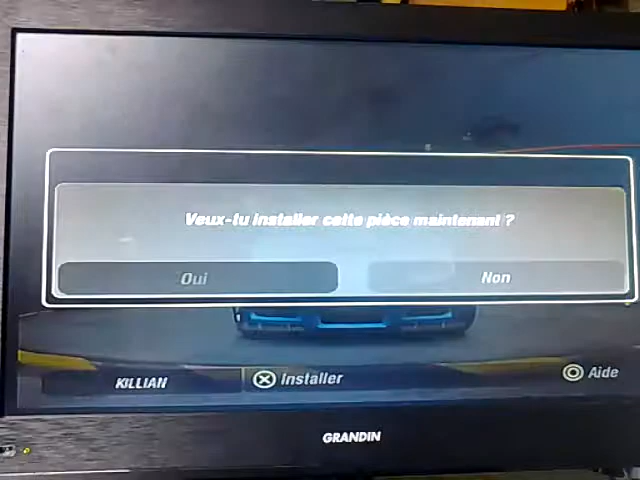 Veux-tu installer cette pièce maintenant ?
Oui Non
KILLIAN Installer Aide
GRANDIN